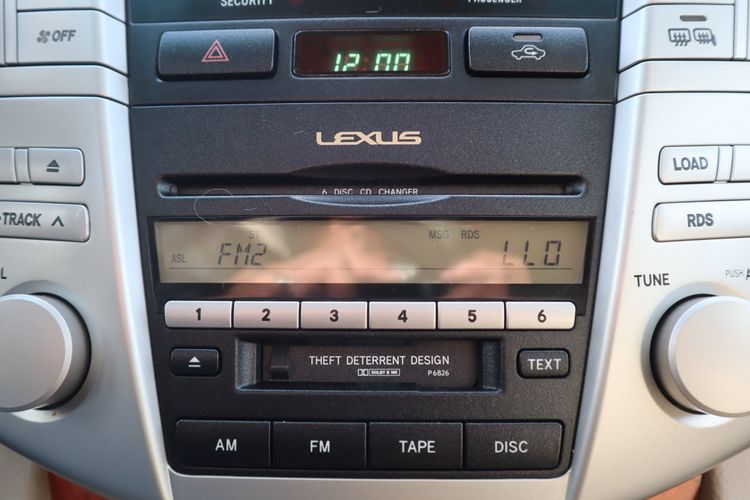 SECURITY
PASSENGER
OFF
12:00
LEXUS
6 DISC CD CHANGER
LOAD
TRACK
RDS
ST
MSG RDS
ASL
FM2
LLO
TUNE
PUSH
1 2 3 4 5 6
THEFT DETERRENT DESIGN
DOLBY B NR
P6826
TEXT
AM FM TAPE DISC